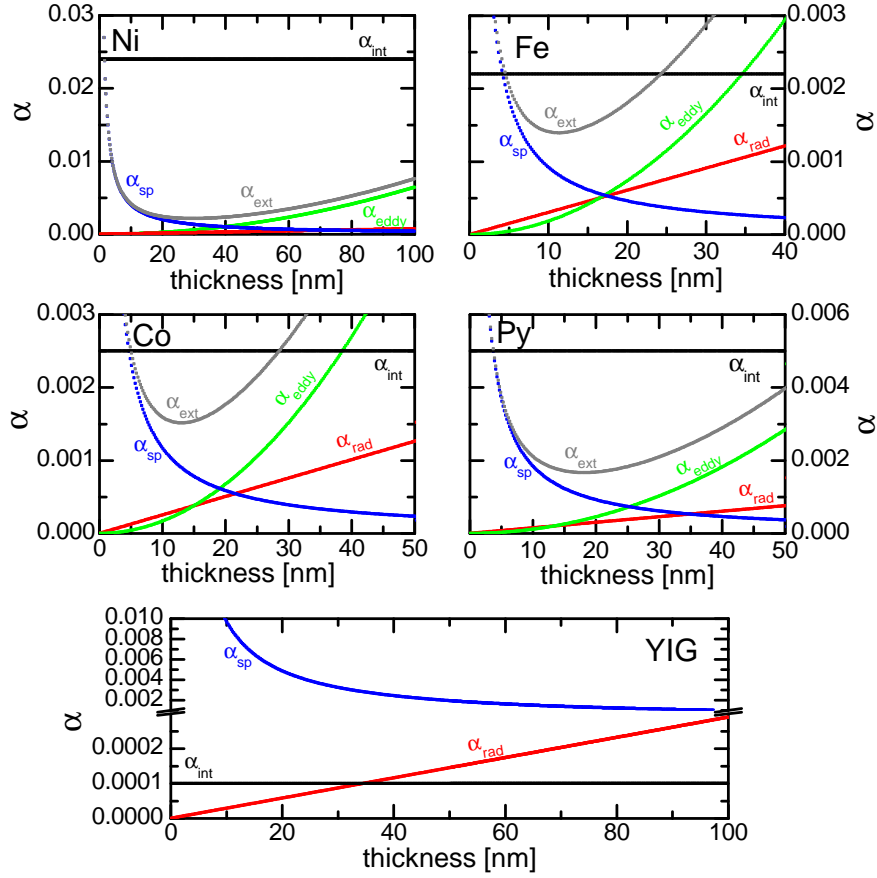 Ni
α
0.03
0.02
0.01
0.00
α_int
α_sp
α_ext
α_eddy
0 20 40 60 80 100
thickness [nm]
Fe
α
0.003
0.002
0.001
0.000
α_int
α_ext
α_sp
α_eddy
α_rad
0 10 20 30 40
thickness [nm]
Co
α
0.003
0.002
0.001
0.000
α_int
α_ext
α_eddy
α_sp
α_rad
0 10 20 30 40 50
thickness [nm]
Py
α
0.006
0.004
0.002
0.000
α_int
α_ext
α_sp
α_eddy
α_rad
0 10 20 30 40 50
thickness [nm]
YIG
α
0.010
0.008
0.006
0.004
0.002
0.0002
0.0001
0.0000
α_sp
α_rad
α_int
0 20 40 60 80 100
thickness [nm]